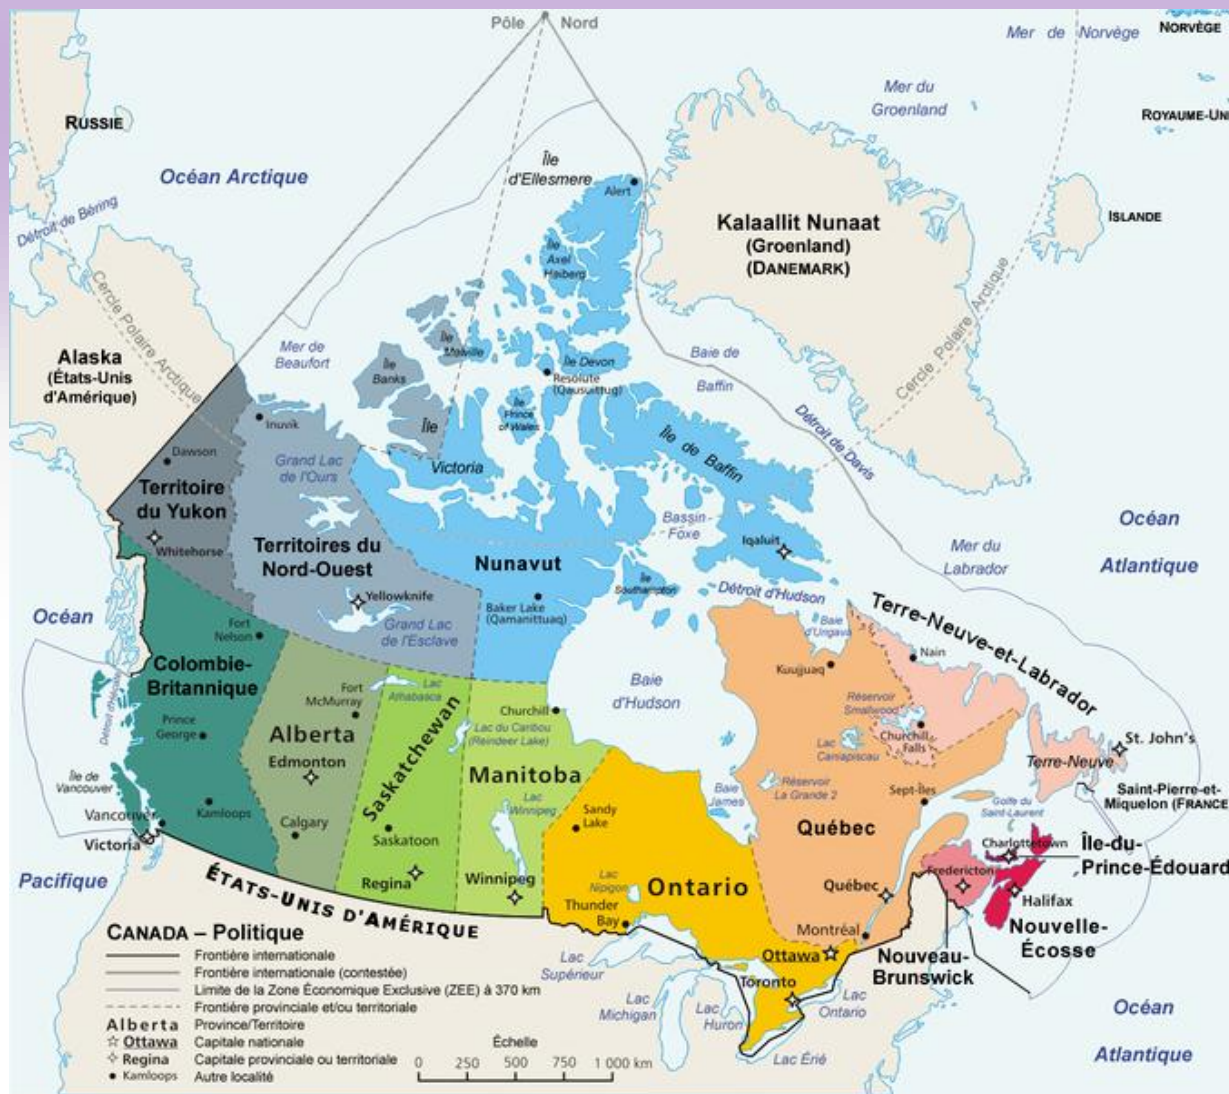 Pôle Nord
Mer de Norvège
NORVÈGE
Mer du
Groenland
ROYAUME-UNI
RUSSIE
Océan Arctique
Île
d'Ellesmere
Alert
Détroit de Béring
Kalaallit Nunaat
(Groenland)
(DANEMARK)
ISLANDE
Île
Axel
Heiberg
Cercle Polaire Arctique
Cercle Polaire Arctique
Alaska
(États-Unis
d'Amérique)
Mer de
Beaufort
Île
Banks
Île
Melville
Île Devon
Resolute
(Qausuittuq)
Île
Prince
of Wales
Baie de
Baffin
Détroit de Davis
Inuvik
Île
Victoria
Île de Baffin
Dawson
Grand Lac
de l'Ours
Territoire
du Yukon
Whitehorse
Territoires du
Nord-Ouest
Nunavut
Bassin
Foxe
Iqaluit
Mer du
Labrador
Océan
Atlantique
Yellowknife
Grand Lac
de l'Esclave
Baker Lake
(Qamanittuaq)
Île
Southampton
Détroit d'Hudson
Baie
d'Ungava
Terre-Neuve-et-Labrador
Océan
Fort
Nelson
Colombie-
Britannique
Fort
McMurray
Lac
Athabasca
Baie
d'Hudson
Kuujjuaq
Nain
Réservoir
Smallwood
Churchill
Falls
Prince
George
Alberta
Edmonton
Saskatchewan
Churchill
Lac du Caribou
(Reindeer Lake)
Manitoba
Lac
Caniapiscau
Réservoir
La Grande 2
Sept-Îles
St. John's
Terre-Neuve
Île de
Vancouver
Vancouver
Victoria
Kamloops
Calgary
Saskatoon
Regina
Lac
Winnipeg
Winnipeg
Sandy
Lake
Baie
James
Québec
Golfe du
Saint-Laurent
Saint-Pierre-et-
Miquelon (FRANCE)
Charlottetown
Île-du-
Prince-Édouard
Pacifique
ÉTATS-UNIS D'AMÉRIQUE
Lac
Nipigon
Thunder
Bay
Ontario
Québec
Montréal
Fredericton
Halifax
Nouvelle-
Écosse
Nouveau-
Brunswick
Ottawa
Toronto
Lac
Supérieur
Lac
Michigan
Lac
Huron
Lac
Ontario
Lac Érié
Océan
Atlantique
CANADA – Politique
Frontière internationale
Frontière internationale (contestée)
Limite de la Zone Économique Exclusive (ZEE) à 370 km
Frontière provinciale et/ou territoriale
Alberta Province/Territoire
Ottawa Capitale nationale
Regina Capitale provinciale ou territoriale
Kamloops Autre localité
Échelle
0 250 500 750 1 000 km